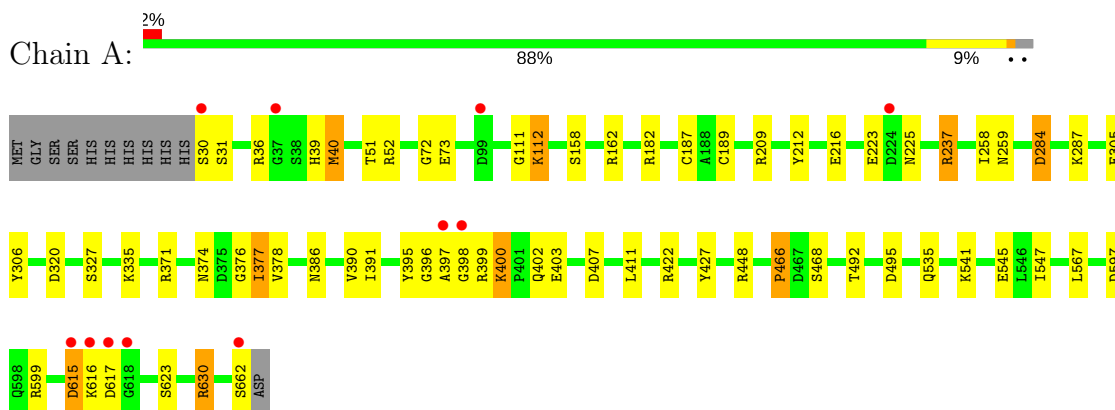 2%
Chain A:
88% 9% • •
MET GLY SER SER HIS HIS HIS HIS HIS HIS S30 S31 R36 G37 S38 H39 M40 T51 R52 G72 E73 D99 G111 K112 S158 R162 R182 C187 A188 C189 R209 Y212 E216 E223 D224 N225 R237 I258 N259 D284 K287
Y306 D320 S327 K335 R371 N374 D375 G376 I377 V378 N386 V390 I391 Y395 G396 A397 G398 R399 K400 P401 Q402 E403 D407 L411 R422 Y427 R448 P466 D467 S468 T492 D495 Q535 K541 E545 L546 I547 L567
Q598 R599 D615 K616 D617 G618 S623 R630 S662 ASP